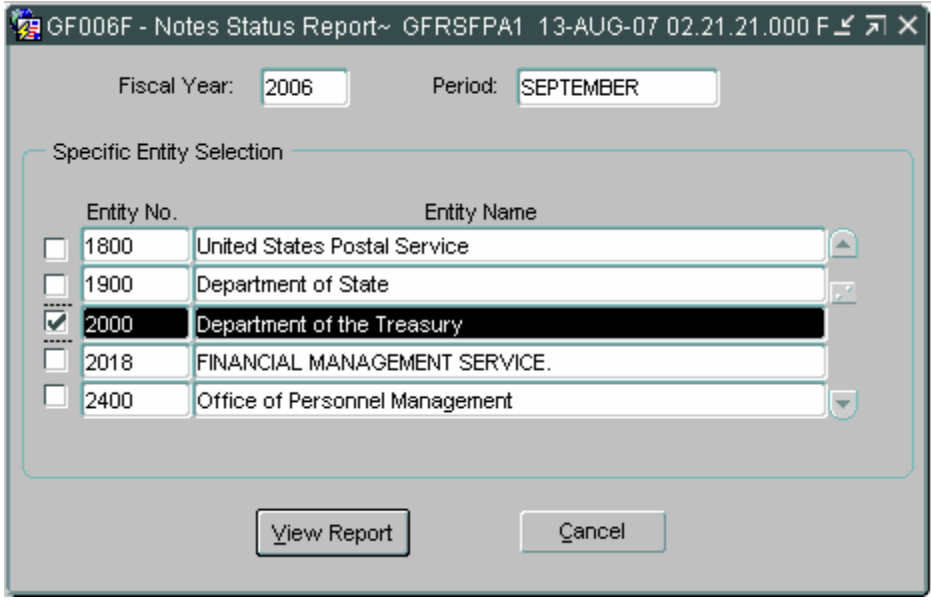 GF006F - Notes Status Report~ GFRSFPA1 13-AUG-07 02.21.21.000 F
Fiscal Year: 2006 Period: SEPTEMBER
Specific Entity Selection
Entity No. Entity Name
1800 United States Postal Service
1900 Department of State
2000 Department of the Treasury
2018 FINANCIAL MANAGEMENT SERVICE.
2400 Office of Personnel Management
View Report Cancel